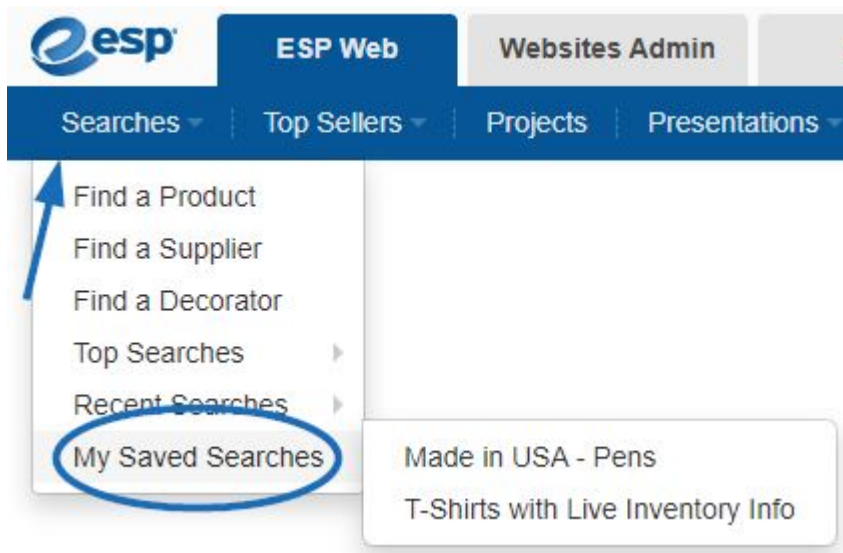 esp
ESP Web
Websites Admin
Searches
Top Sellers
Projects
Presentations
Find a Product
Find a Supplier
Find a Decorator
Top Searches
Recent Searches
My Saved Searches
Made in USA - Pens
T-Shirts with Live Inventory Info